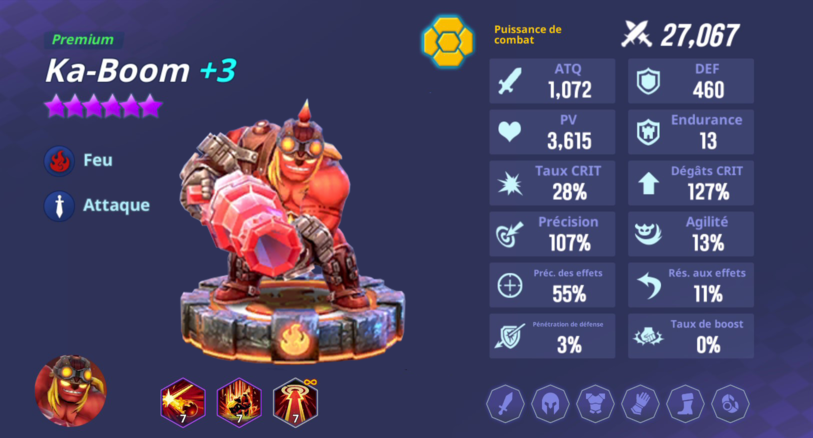 Premium
Ka-Boom +3
Feu
Attaque
7
7
∞
Puissance de
combat
27,067
ATQ
1,072
DEF
460
PV
3,615
Endurance
13
Taux CRIT
28%
Dégâts CRIT
127%
Précision
107%
Agilité
13%
Préc. des effets
55%
Rés. aux effets
11%
Pénétration de défense
3%
Taux de boost
0%